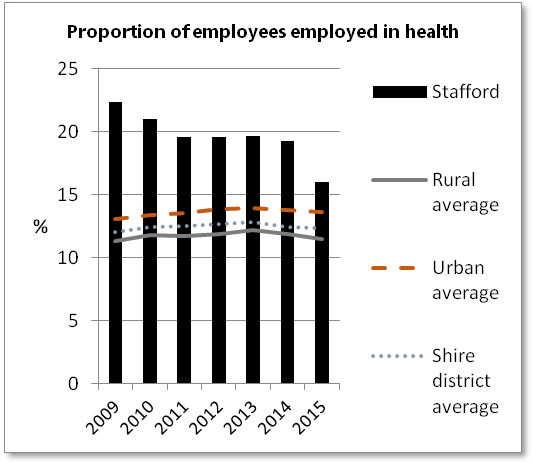 Proportion of employees employed in health
25
20
15
10
5
0
%
2009
2010
2011
2012
2013
2014
2015
Stafford
Rural
average
Urban
average
Shire
district
average